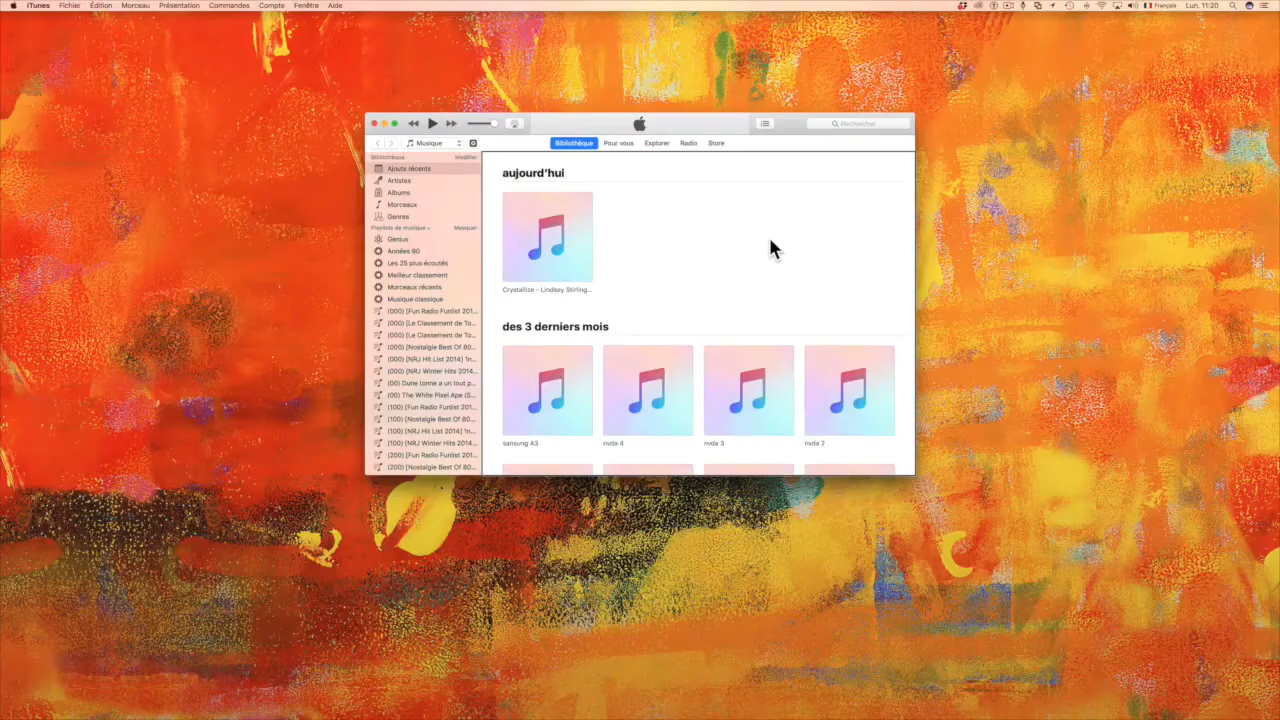 iTunes Fichier Édition Morceau Présentation Commandes Compte Fenêtre Aide Français Lun. 11:20
Rechercher
Musique Bibliothèque Pour vous Explorer Radio Store
Bibliothèque Modifier
Ajouts récents
Artistes
Albums
Morceaux
Genres
Playlists de musique Masquer
Genius
Années 90
Les 25 plus écoutés
Meilleur classement
Morceaux récents
Musique classique
(000) [Fun Radio Funlist 201...
(000) [Le Classement de To...
(000) [Le Classement de To...
(000) [Nostalgie Best Of 80...
(000) [NRJ Hit List 2014] 1n...
(000) [NRJ Winter Hits 2014...
(00) Dune tonne a un tout p...
(00) The White Pixel Ape (S...
(100) [Fun Radio Funlist 201...
(100) [Nostalgie Best Of 80...
(100) [NRJ Hit List 2014] 1n...
(100) [NRJ Winter Hits 2014...
(200) [Fun Radio Funlist 201...
(200) [Nostalgie Best Of 80...
aujourd’hui
Crystallize - Lindsey Stirling...
des 3 derniers mois
sansung A3 nvda 4 nvda 3 nvda 2